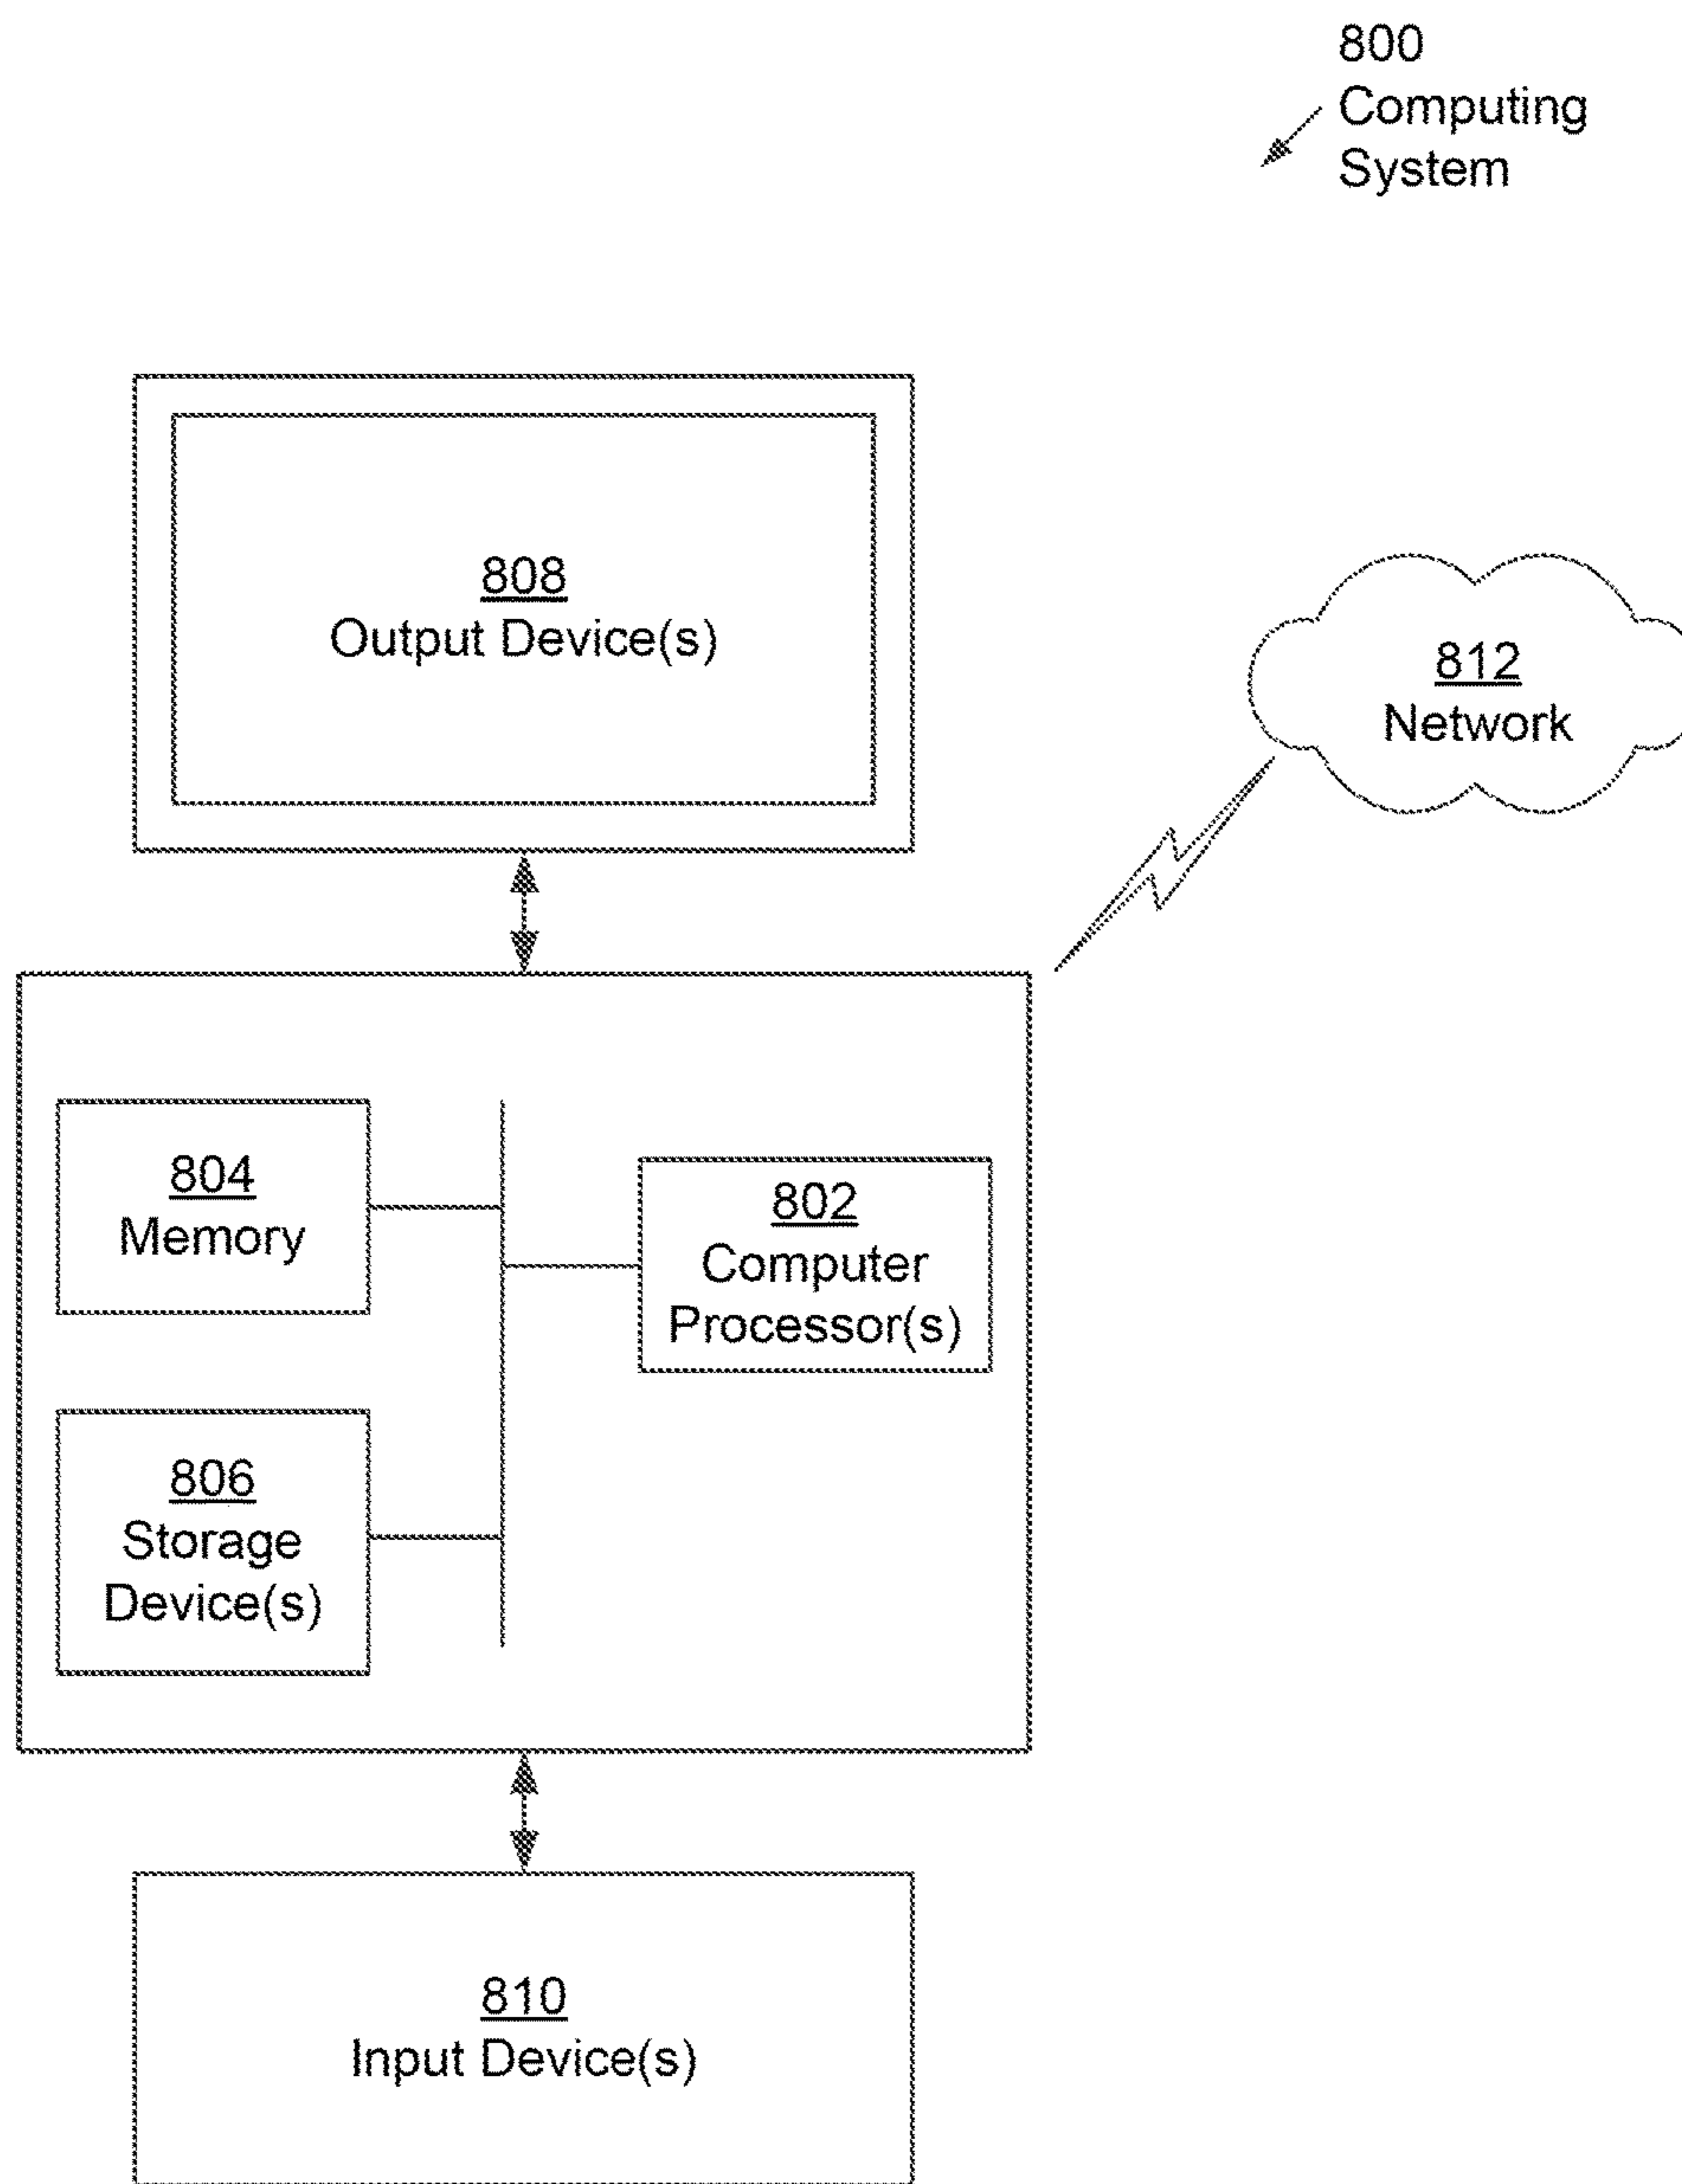 800
Computing
System
808
Output Device(s)
812
Network
804
Memory
802
Computer
Processor(s)
806
Storage
Device(s)
810
Input Device(s)